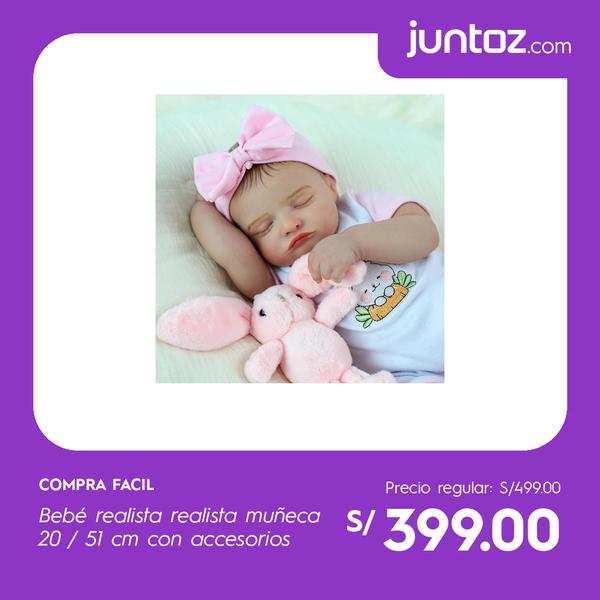 juntoz.com
COMPRA FACIL
Bebé realista realista muñeca
20 / 51 cm con accesorios
Precio regular: S/499.00
S/ 399.00